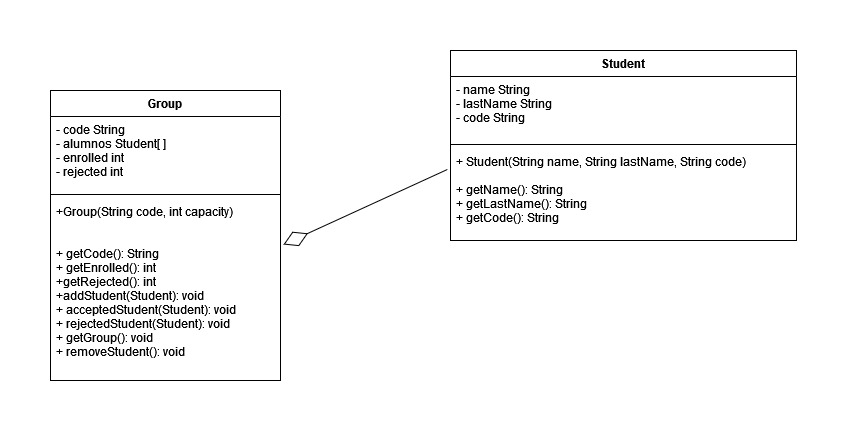 Group
- code String
- alumnos Student[ ]
- enrolled int
- rejected int
+Group(String code, int capacity)
+ getCode(): String
+ getEnrolled(): int
+getRejected(): int
+addStudent(Student): void
+ acceptedStudent(Student): void
+ rejectedStudent(Student): void
+ getGroup(): void
+ removeStudent(): void
Student
- name String
- lastName String
- code String
+ Student(String name, String lastName, String code)
+ getName(): String
+ getLastName(): String
+ getCode(): String